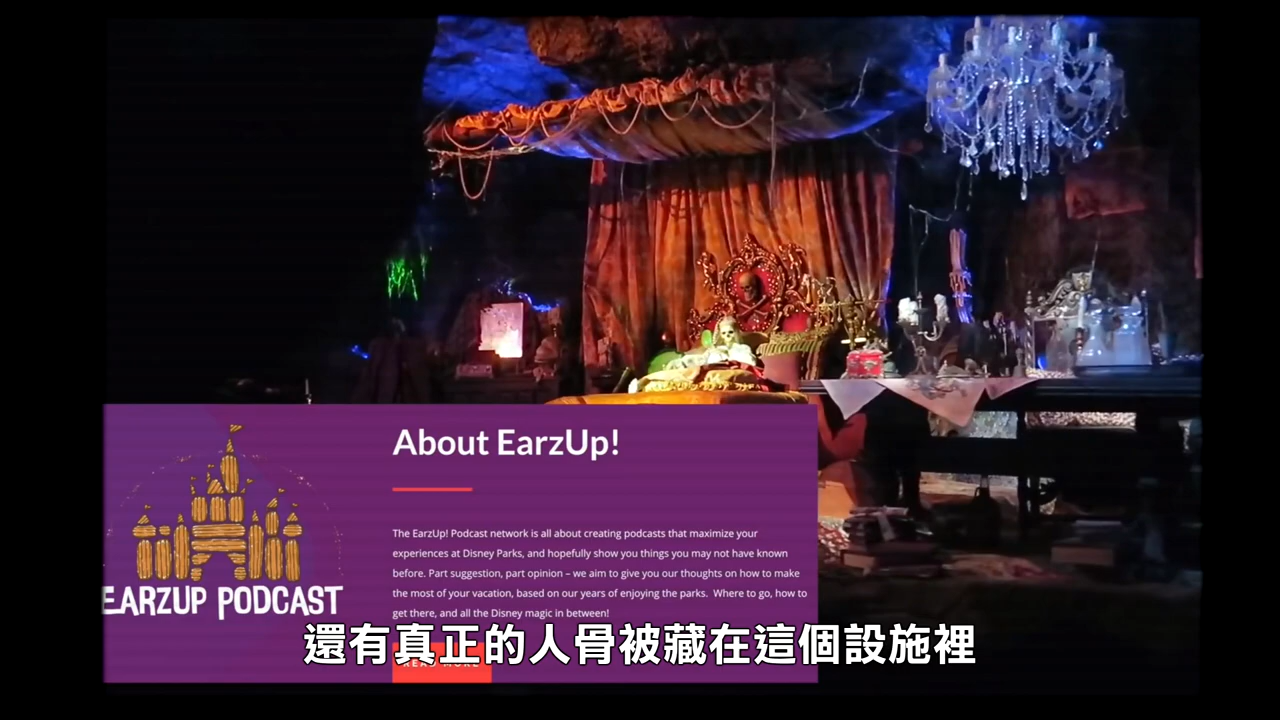 About EarzUp!
The EarzUp! Podcast network is all about creating podcasts that maximize your
experiences at Disney Parks, and hopefully show you things you may not have known
before. Part suggestion, part opinion – we aim to give you our thoughts on how to make
the most of your vacation, based on our years of enjoying the parks.  Where to go, how to
get there, and all the Disney magic in between!
EARZUP PODCAST
READ MORE
還有真正的人骨被藏在這個設施裡